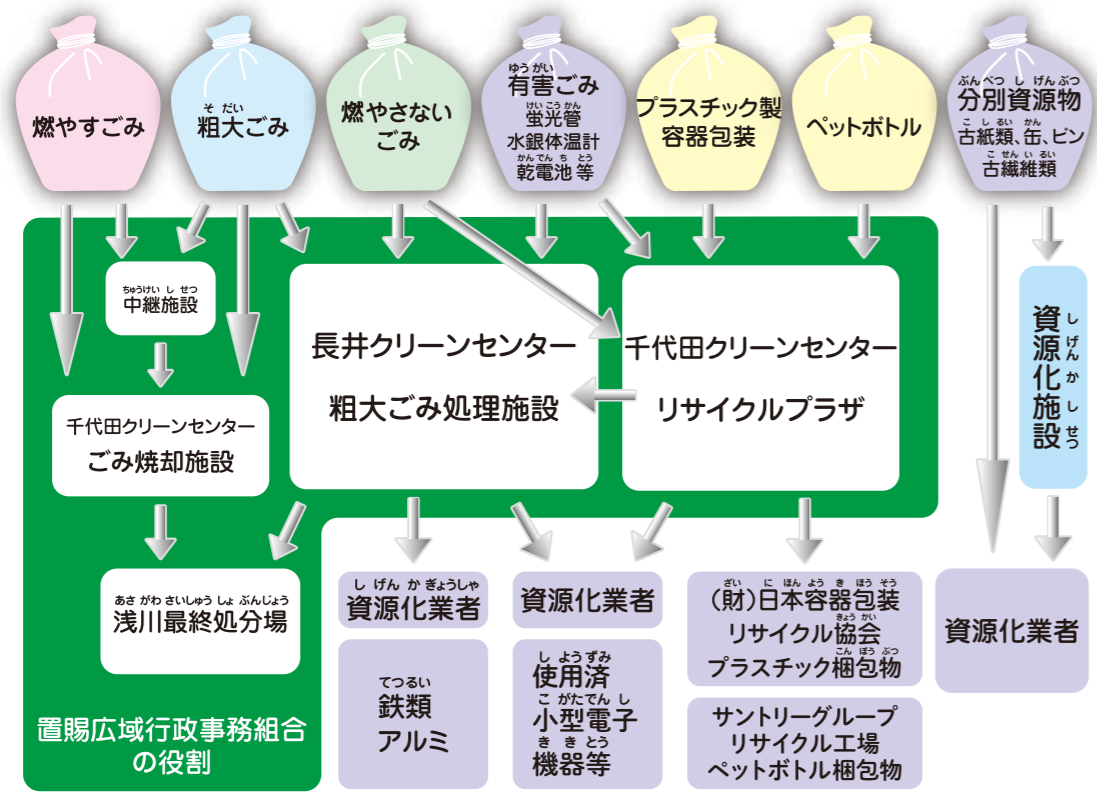 燃やすごみ
そだい
粗大ごみ
燃やさない
ごみ
ゆうがい
有害ごみ
けいこうかん
蛍光管
水銀体温計
かんでんちとう
乾電池等
プラスチック製
容器包装
ペットボトル
ぶんべつしげんぶつ
分別資源物
こしるい かん
古紙類、缶、ビン
こせんいるい
古繊維類
ちゅうけいしせつ
中継施設
千代田クリーンセンター
ごみ焼却施設
長井クリーンセンター
粗大ごみ処理施設
千代田クリーンセンター
リサイクルプラザ
しげんかしせつ
資源化施設
あさがわさいしゅうしょぶんじょう
浅川最終処分場
しげんかぎょうしゃ
資源化業者
てつるい
鉄類
アルミ
資源化業者
しようずみ
使用済
こがたでんし
小型電子
ききとう
機器等
ざい にほんようきほうそう
(財)日本容器包装
きょうかい
リサイクル協会
こんぽうぶつ
プラスチック梱包物
サントリーグループ
リサイクル工場
ペットボトル梱包物
資源化業者
置賜広域行政事務組合
の役割